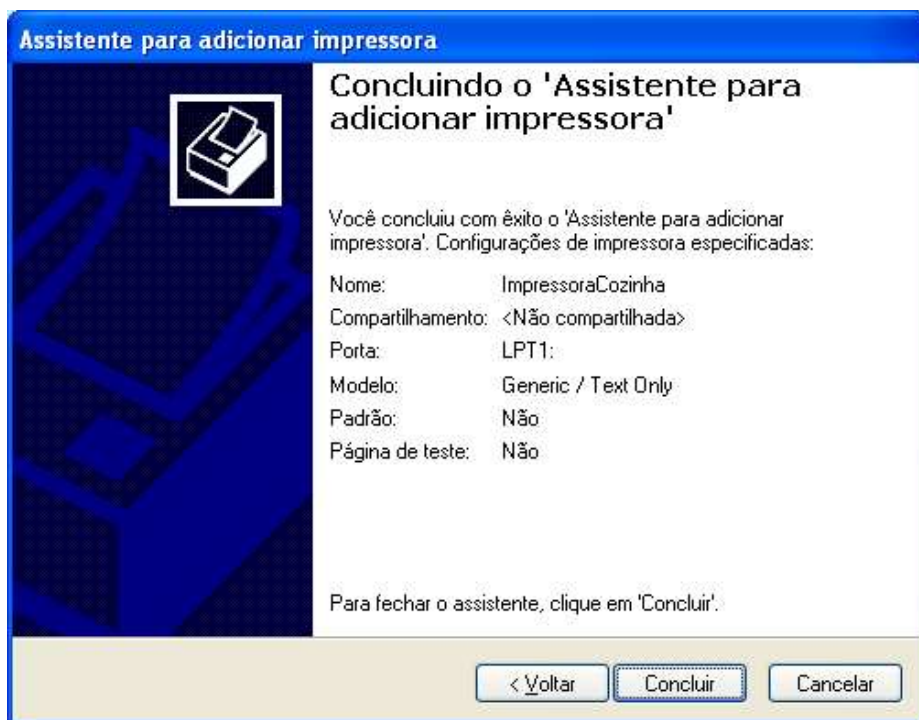 Assistente para adicionar impressora
Concluindo o 'Assistente para
adicionar impressora'
Você concluiu com êxito o 'Assistente para adicionar
impressora'. Configurações de impressora especificadas:
Nome: ImpressoraCozinha
Compartilhamento: <Não compartilhada>
Porta: LPT1:
Modelo: Generic / Text Only
Padrão: Não
Página de teste: Não
Para fechar o assistente, clique em 'Concluir'.
< Voltar Concluir Cancelar